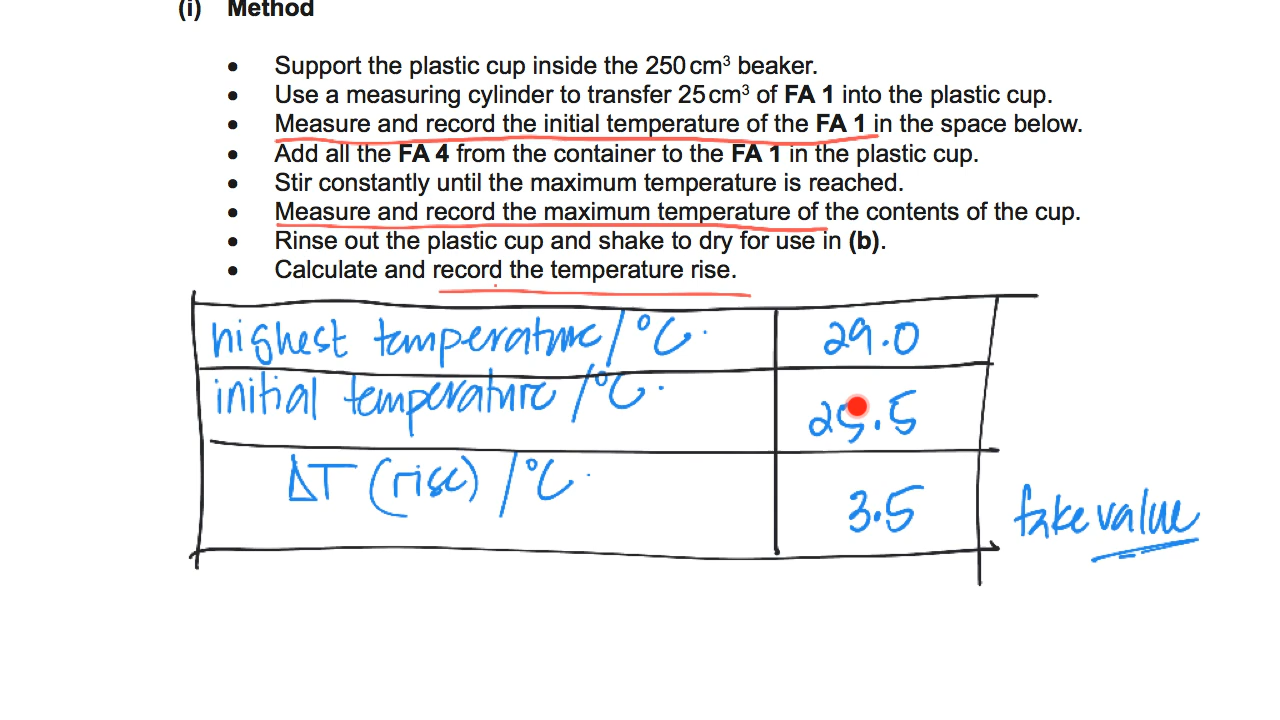 (i) Method
• Support the plastic cup inside the 250 cm³ beaker.
• Use a measuring cylinder to transfer 25 cm³ of FA 1 into the plastic cup.
• Measure and record the initial temperature of the FA 1 in the space below.
• Add all the FA 4 from the container to the FA 1 in the plastic cup.
• Stir constantly until the maximum temperature is reached.
• Measure and record the maximum temperature of the contents of the cup.
• Rinse out the plastic cup and shake to dry for use in (b).
• Calculate and record the temperature rise.
highest temperature / °C. 29.0
initial temperature / °C. 25.5
ΔT (rise) / °C. 3.5 fake value